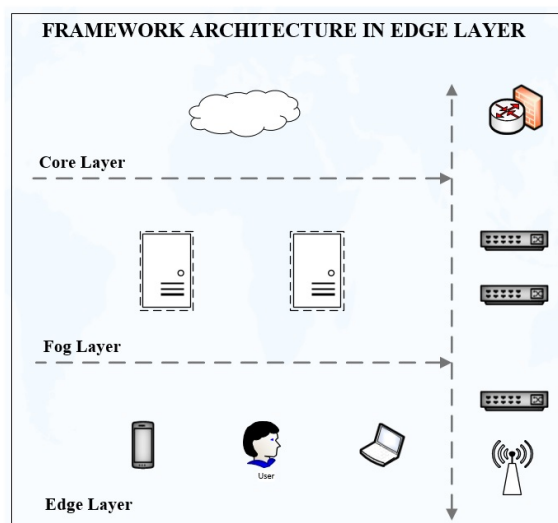 FRAMEWORK ARCHITECTURE IN EDGE LAYER
Core Layer
Fog Layer
User
Edge Layer